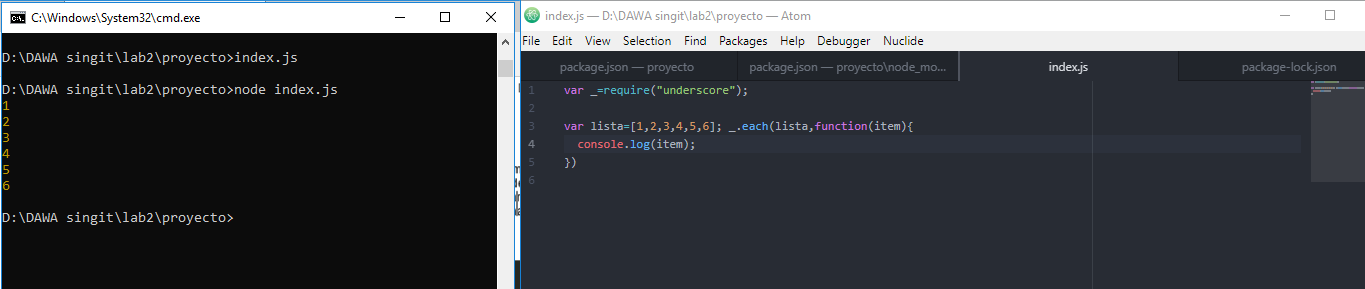 C:\Windows\System32\cmd.exe
D:\DAWA singit\lab2\proyecto>index.js
D:\DAWA singit\lab2\proyecto>node index.js
1
2
3
4
5
6
D:\DAWA singit\lab2\proyecto>
index.js — D:\DAWA singit\lab2\proyecto — Atom
File Edit View Selection Find Packages Help Debugger Nuclide
package.json — proyecto package.json — proyecto\node_mo... index.js package-lock.json
1 var _=require("underscore");
2
3 var lista=[1,2,3,4,5,6]; _.each(lista,function(item){
4 console.log(item);
5 })
6